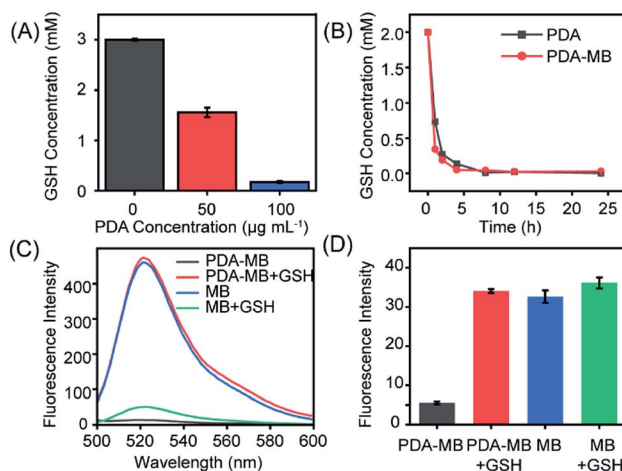 (A)
GSH Concentration (mM)
3
2
1
0
0 50 100
PDA Concentration (µg mL⁻¹)
(B)
GSH Concentration (mM)
2.0
1.5
1.0
0.5
0.0
PDA
PDA-MB
0 5 10 15 20 25
Time (h)
(C)
Fluorescence Intensity
400
300
200
100
0
PDA-MB
PDA-MB+GSH
MB
MB+GSH
500 520 540 560 580 600
Wavelength (nm)
(D)
Fluorescence Intensity
40
30
20
10
0
PDA-MB PDA-MB MB MB
+GSH +GSH